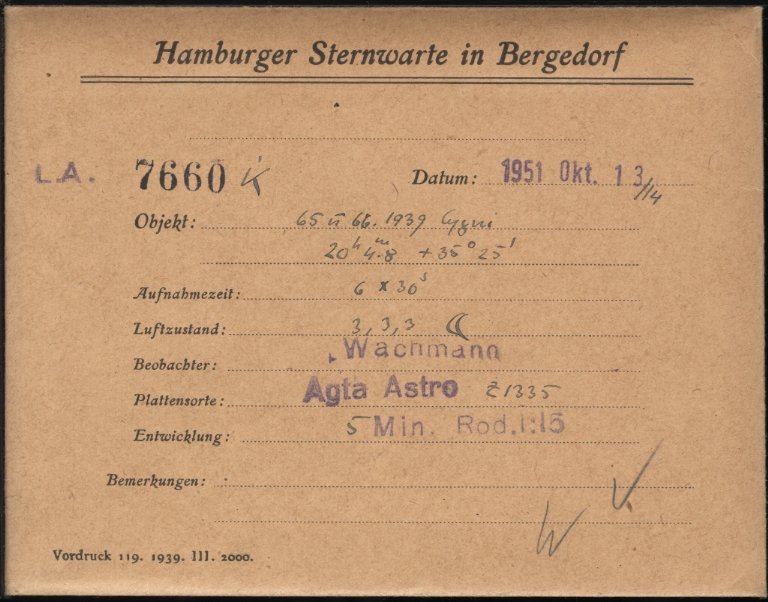 Hamburger Sternwarte in Bergedorf
L.A. 7660 K Datum: 1951 Okt. 13/14
Objekt: 65 u 66. 1939 Cygni
20h 4m.8 +35° 25'
Aufnahmezeit: 6 x 30s
Luftzustand: 3, 3, 3
Beobachter: Wachmann
Plattensorte: Agfa Astro Z1335
Entwicklung: 5 Min. Rod. 1:15
Bemerkungen:
W V.
Vordruck 119. 1939. III. 2000.